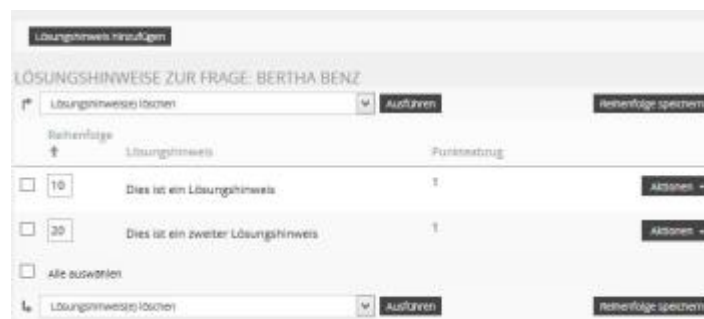 Lösungshinweis hinzufügen
LÖSUNGSHINWEISE ZUR FRAGE: BERTHA BENZ
Lösungshinweis(e) löschen Ausführen Reihenfolge speichern
Reihenfolge
Lösungshinweis Punkteabzug
10 Dies ist ein Lösungshinweis 1 Aktionen
20 Dies ist ein zweiter Lösungshinweis 1 Aktionen
Alle auswählen
Lösungshinweis(e) löschen Ausführen Reihenfolge speichern